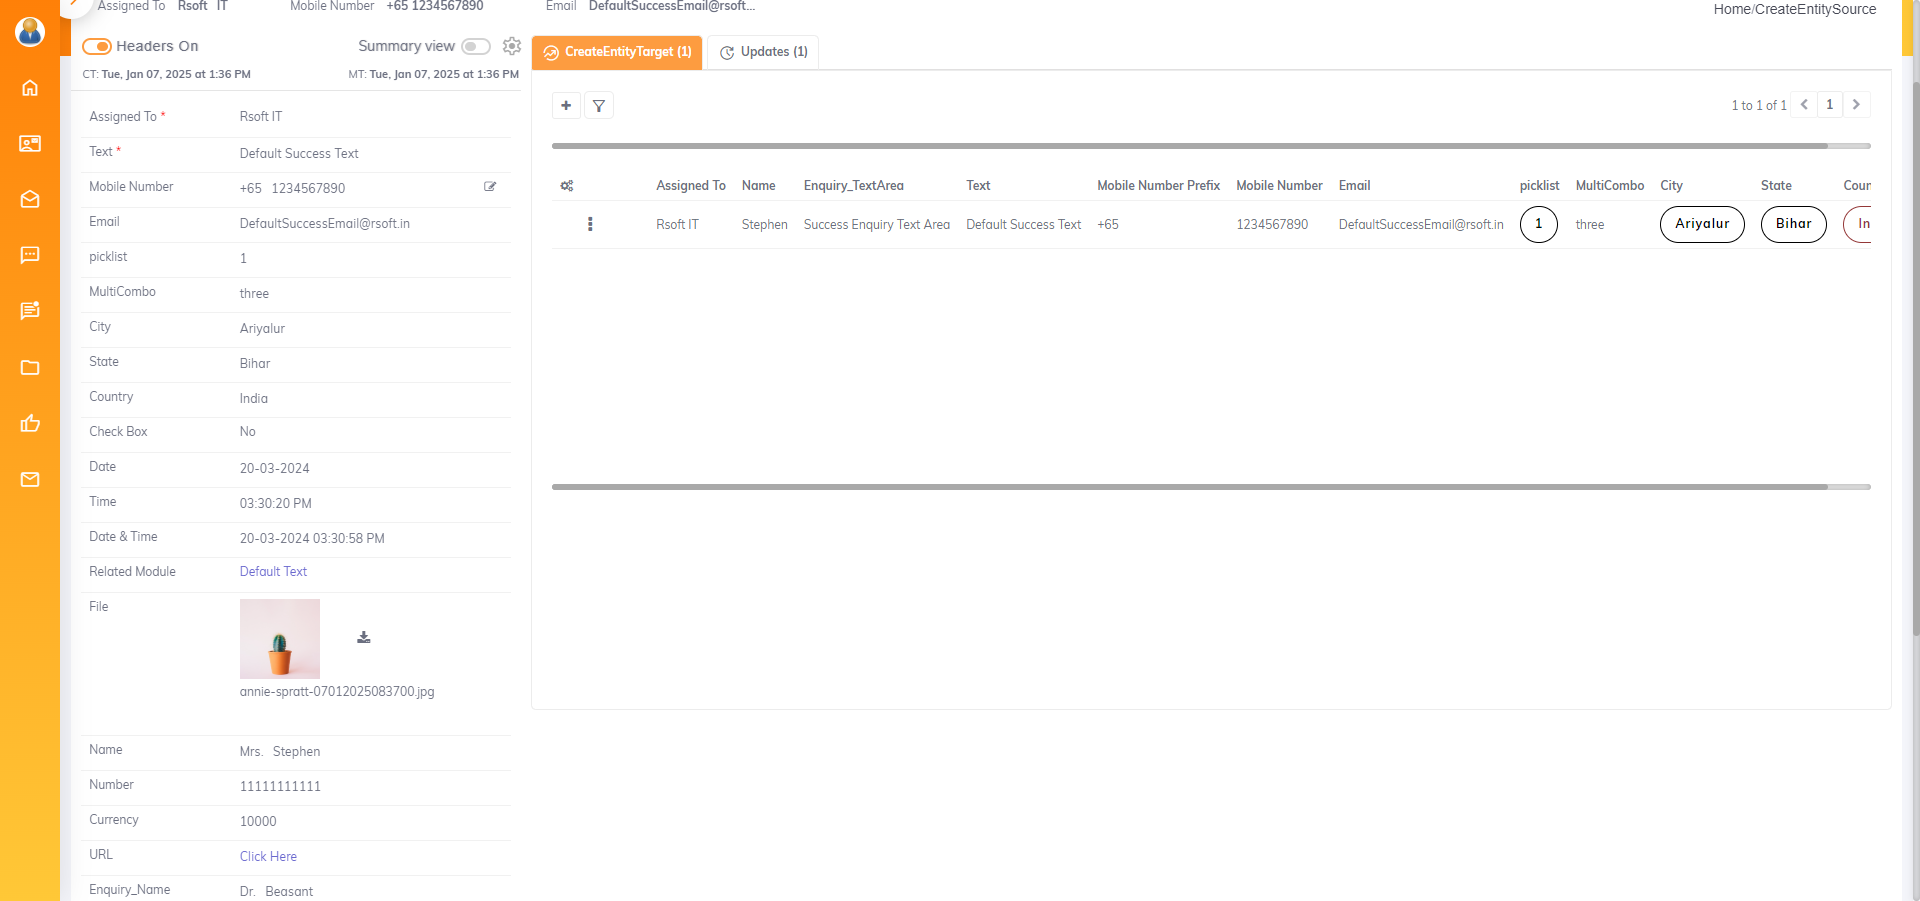 Assigned To Rsoft IT Mobile Number +65 1234567890 Email DefaultSuccessEmail@rsoft...
Home/CreateEntitySource
Headers On Summary view
CT: Tue, Jan 07, 2025 at 1:36 PM MT: Tue, Jan 07, 2025 at 1:36 PM
Assigned To * Rsoft IT
Text * Default Success Text
Mobile Number +65 1234567890
Email DefaultSuccessEmail@rsoft.in
picklist 1
MultiCombo three
City Ariyalur
State Bihar
Country India
Check Box No
Date 20-03-2024
Time 03:30:20 PM
Date & Time 20-03-2024 03:30:58 PM
Related Module Default Text
File
annie-spratt-07012025083700.jpg
Name Mrs. Stephen
Number 11111111111
Currency 10000
URL Click Here
Enquiry_Name Dr. Beasant
CreateEntityTarget (1) Updates (1)
1 to 1 of 1 1
Assigned To Name Enquiry_TextArea Text Mobile Number Prefix Mobile Number Email picklist MultiCombo City State Coun
Rsoft IT Stephen Success Enquiry Text Area Default Success Text +65 1234567890 DefaultSuccessEmail@rsoft.in 1 three Ariyalur Bihar In